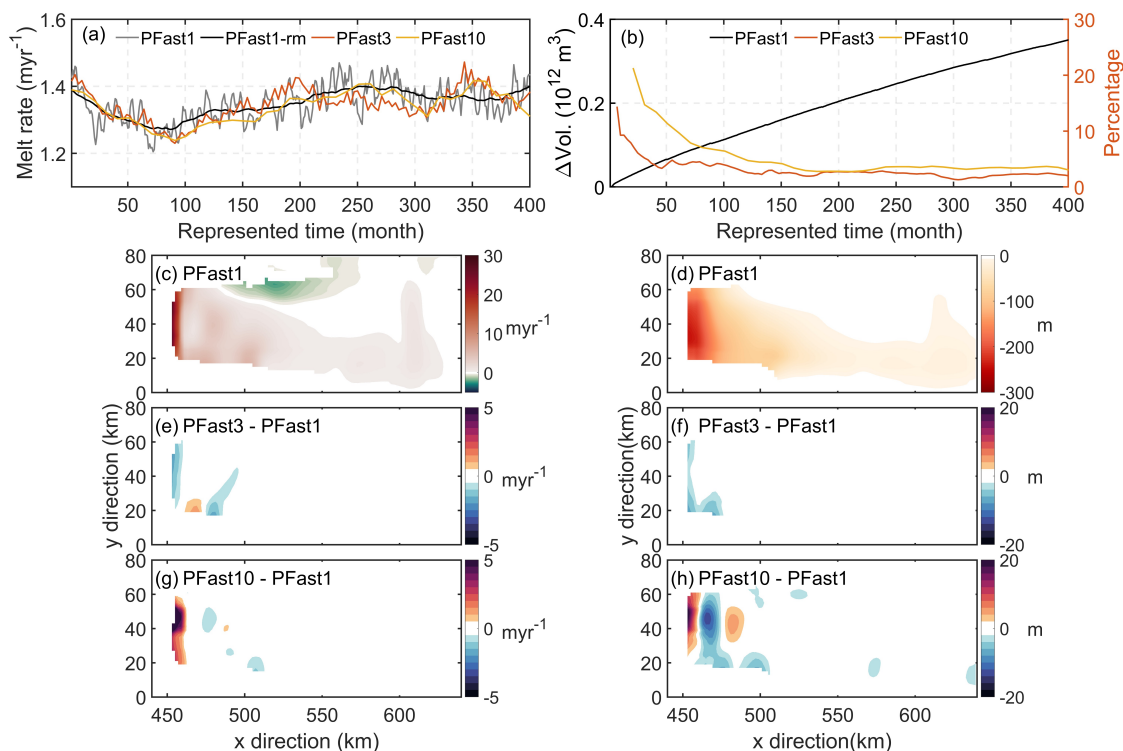 (a) PFast1 PFast1-rm PFast3 PFast10
Melt rate (myr⁻¹)
1.6
1.4
1.2
50 100 150 200 250 300 350 400
Represented time (month)
(b) PFast1 PFast3 PFast10
ΔVol. (10¹² m³)
0.4
0.2
0
30
20
10
0
Percentage
50 100 150 200 250 300 350 400
Represented time (month)
(c) PFast1
80
60
40
20
0
30
20
10
0
myr⁻¹
(d) PFast1
80
60
40
20
0
0
-100
-200
-300
m
(e) PFast3 - PFast1
80
60
40
20
0
y direction (km)
5
0
-5
myr⁻¹
(f) PFast3 - PFast1
80
60
40
20
0
y direction(km)
20
10
0
-10
-20
m
(g) PFast10 - PFast1
80
60
40
20
0
5
0
-5
myr⁻¹
450 500 550 600
x direction (km)
(h) PFast10 - PFast1
80
60
40
20
0
20
10
0
-10
-20
m
450 500 550 600
x direction(km)